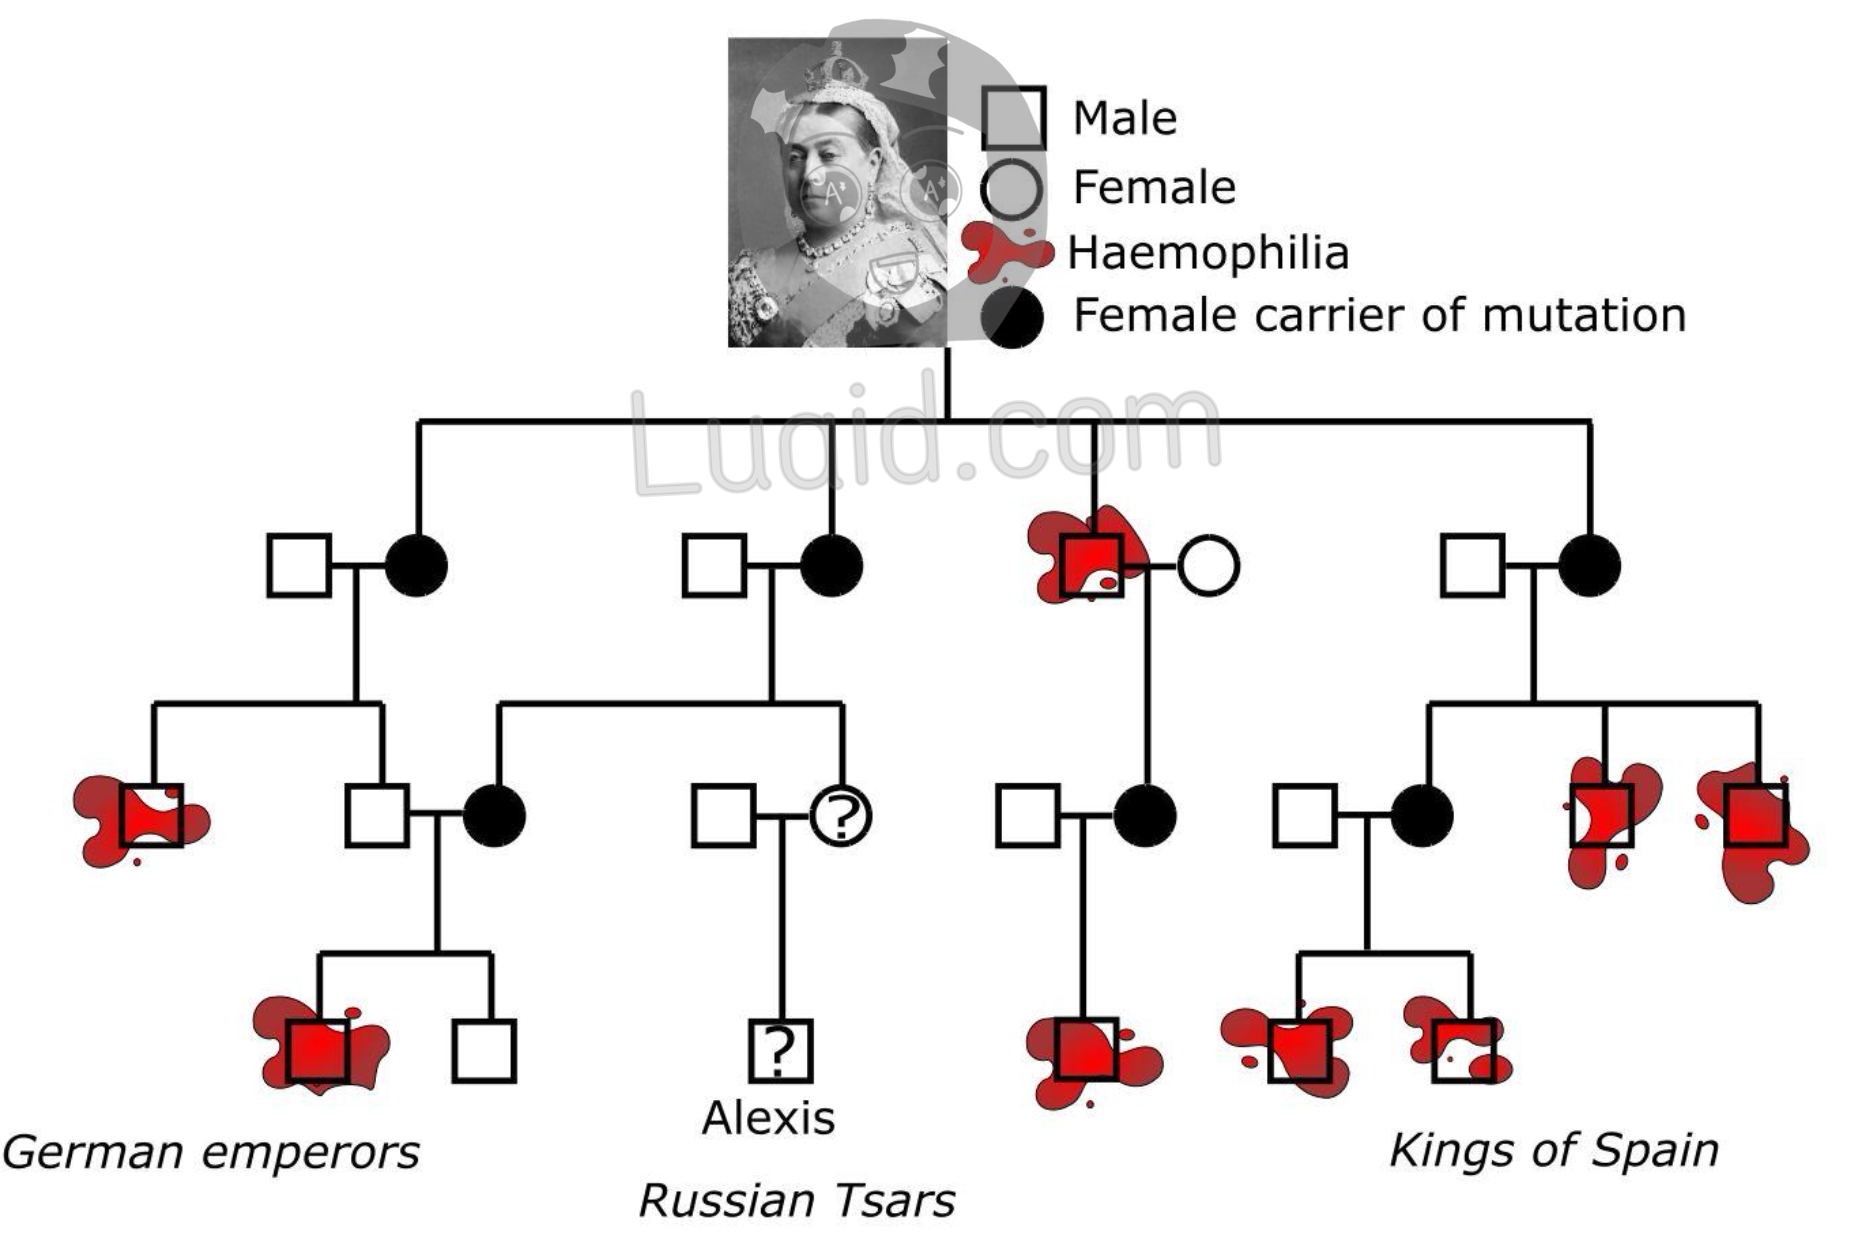 Male
Female
Haemophilia
Female carrier of mutation
A+ A+
Luqid.com
?
?
Alexis
German emperors
Kings of Spain
Russian Tsars